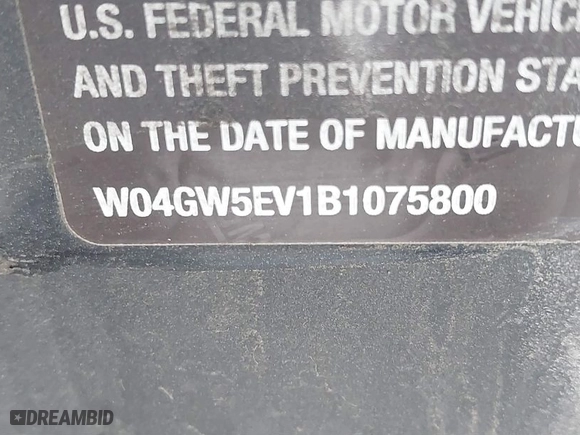 U.S. FEDERAL MOTOR VEHIC
AND THEFT PREVENTION STA
ON THE DATE OF MANUFACTU
W04GW5EV1B1075800
DREAMBID